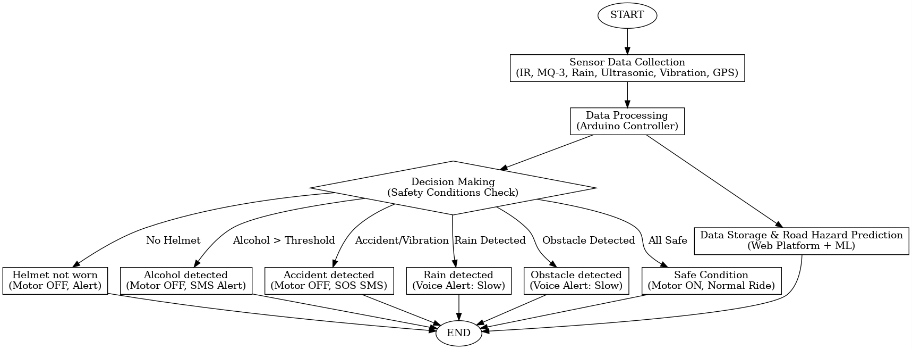 START
Sensor Data Collection
(IR, MQ-3, Rain, Ultrasonic, Vibration, GPS)
Data Processing
(Arduino Controller)
Decision Making
(Safety Conditions Check)
No Helmet
Alcohol > Threshold
Accident/Vibration
Rain Detected
Obstacle Detected
All Safe
Data Storage & Road Hazard Prediction
(Web Platform + ML)
Helmet not worn
(Motor OFF, Alert)
Alcohol detected
(Motor OFF, SMS Alert)
Accident detected
(Motor OFF, SOS SMS)
Rain detected
(Voice Alert: Slow)
Obstacle detected
(Voice Alert: Slow)
Safe Condition
(Motor ON, Normal Ride)
END